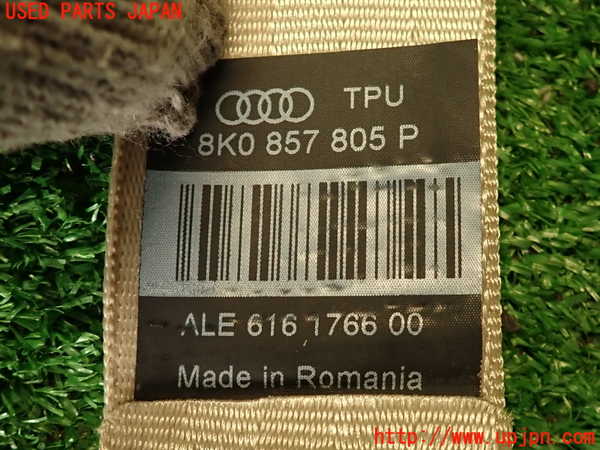 USED PARTS JAPAN
TPU
8K0 857 805 P
ALE 616 1766 00
Made in Romania
http://www.upjpn.com